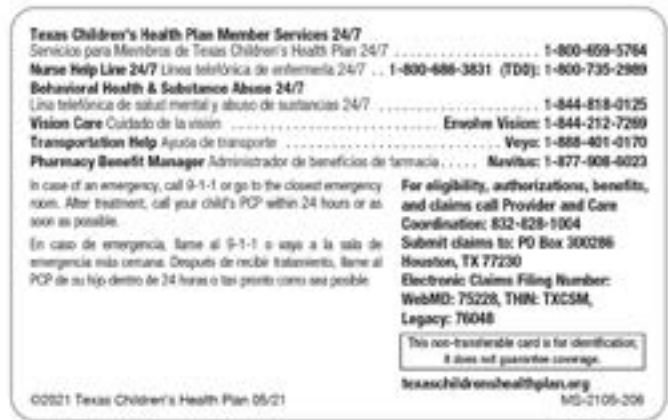 Texas Children's Health Plan Member Services 24/7
Servicios para Miembros de Texas Children's Health Plan 24/7 ..................... 1-800-659-5764
Nurse Help Line 24/7 Línea telefónica de enfermería 24/7 .. 1-800-686-3831 (TDD): 1-800-735-2989
Behavioral Health & Substance Abuse 24/7
Lína telefónica de salud mental y abuso de sustancias 24/7 ......................... 1-844-818-0125
Vision Care Cuidado de la visión ............................... Envolve Vision: 1-844-212-7269
Transportation Help Ayuda de transporte ................................ Veyo: 1-888-401-0170
Pharmacy Benefit Manager Administrador de beneficios de farmacia ..... Navitus: 1-877-908-6023
In case of an emergency, call 9-1-1 or go to the closest emergency
room. After treatment, call your child's PCP within 24 hours or as
soon as possible.
En caso de emergencia, llame al 9-1-1 o vaya a la sala de
emergencia más cercana. Después de recibir tratamiento, llame al
PCP de su hijo dentro de 24 horas o tan pronto como sea posible.
For eligibility, authorizations, benefits,
and claims call Provider and Care
Coordination: 832-828-1004
Submit claims to: PO Box 300286
Houston, TX 77230
Electronic Claims Filing Number:
WebMD: 75228, THIN: TXCSM,
Legacy: 76048
This non-transferable card is for identification;
it does not guarantee coverage.
texaschildrenshealthplan.org
©2021 Texas Children's Health Plan 05/21
MS-2105-206